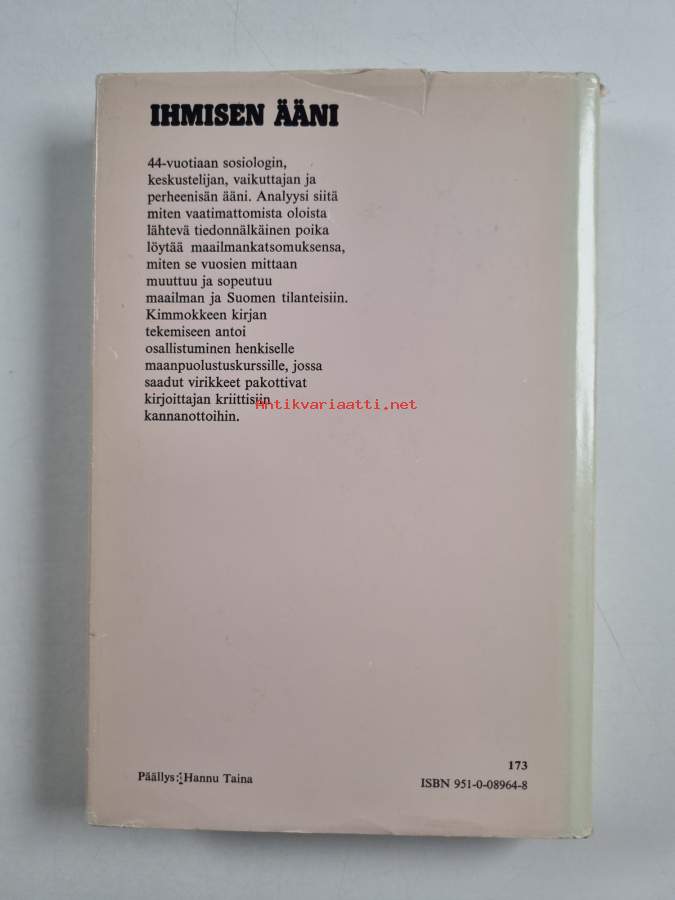 IHMISEN ÄÄNI
44-vuotiaan sosiologin,
keskustelijan, vaikuttajan ja
perheenisän ääni. Analyysi siitä
miten vaatimattomista oloista
lähtevä tiedonnälkäinen poika
löytää maailmankatsomuksensa,
miten se vuosien mittaan
muuttuu ja sopeutuu
maailman ja Suomen tilanteisiin.
Kimmokkeen kirjan
tekemiseen antoi
osallistuminen henkiselle
maanpuolustuskurssille, jossa
saadut virikkeet pakottivat
kirjoittajan kriittisiin
kannanottoihin.
Antikvariaatti.net
173
Päällys: Hannu Taina
ISBN 951-0-08964-8